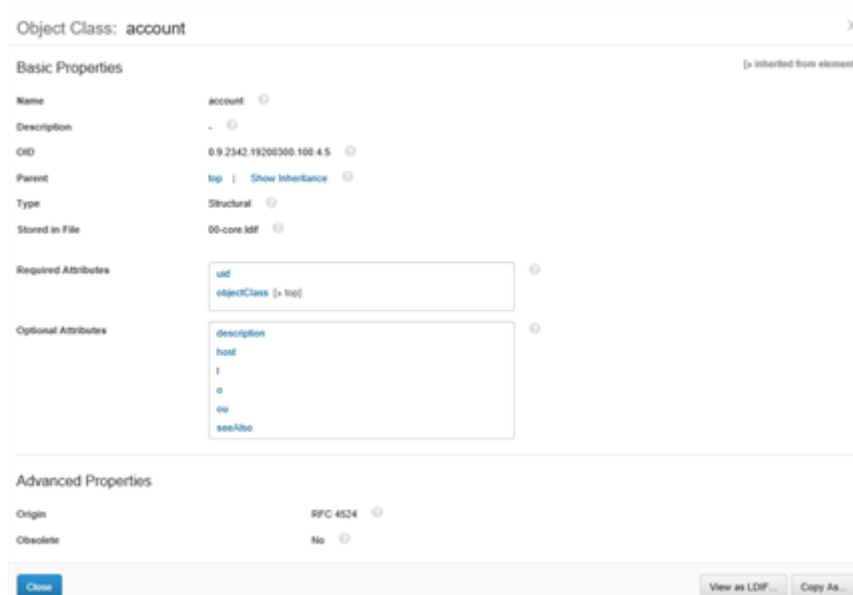 Object Class: account
Basic Properties
[» inherited from element
Name account
Description -
OID 0.9.2342.19200300.100.4.5
Parent top | Show Inheritance
Type Structural
Stored in File 00-core.ldif
Required Attributes
uid
objectClass [» top]
Optional Attributes
description
host
l
o
ou
seeAlso
Advanced Properties
Origin RFC 4524
Obsolete No
Close View as LDIF... Copy As...